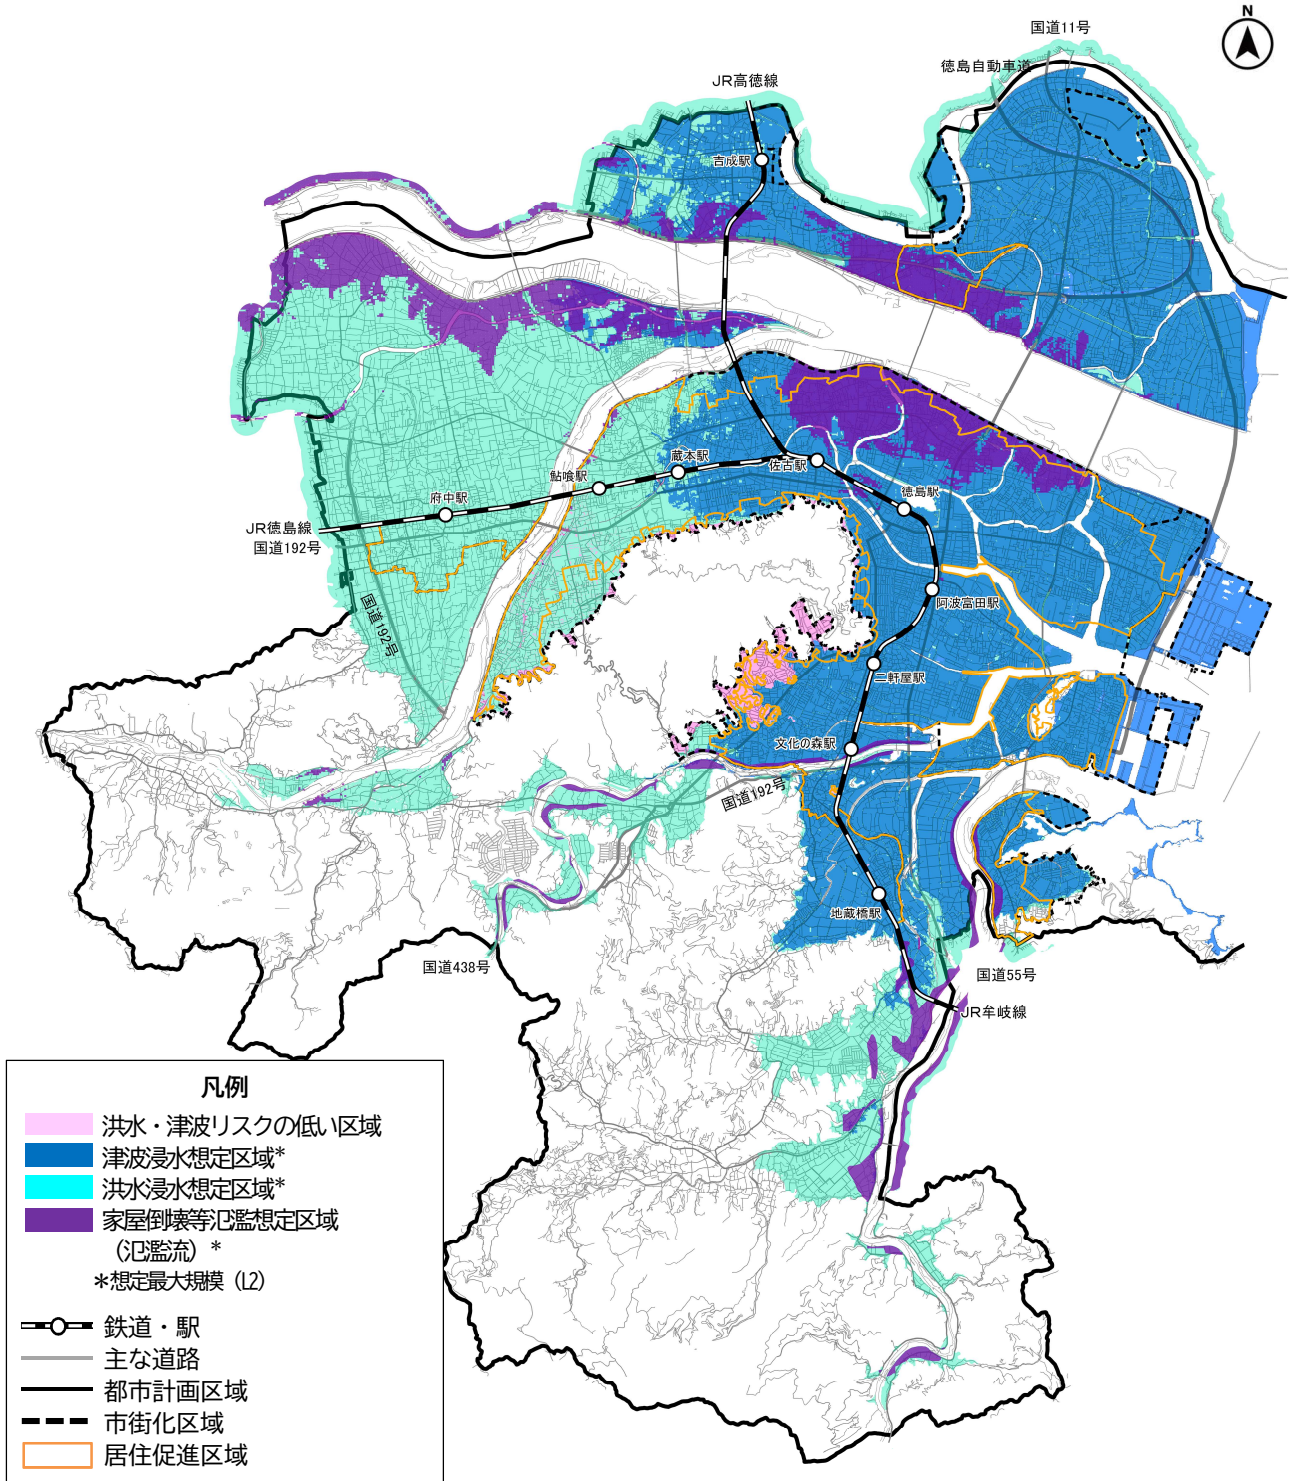 N
国道11号
徳島自動車道
JR高徳線
吉成駅
蔵本駅
佐古駅
鮎喰駅
府中駅
徳島駅
JR徳島線
国道192号
阿波富田駅
国道192号
二軒屋駅
文化の森駅
国道192号
地蔵橋駅
国道438号
国道55号
JR牟岐線
凡例
洪水・津波リスクの低い区域
津波浸水想定区域*
洪水浸水想定区域*
家屋倒壊等氾濫想定区域
（氾濫流）*
*想定最大規模（L2）
鉄道・駅
主な道路
都市計画区域
市街化区域
居住促進区域